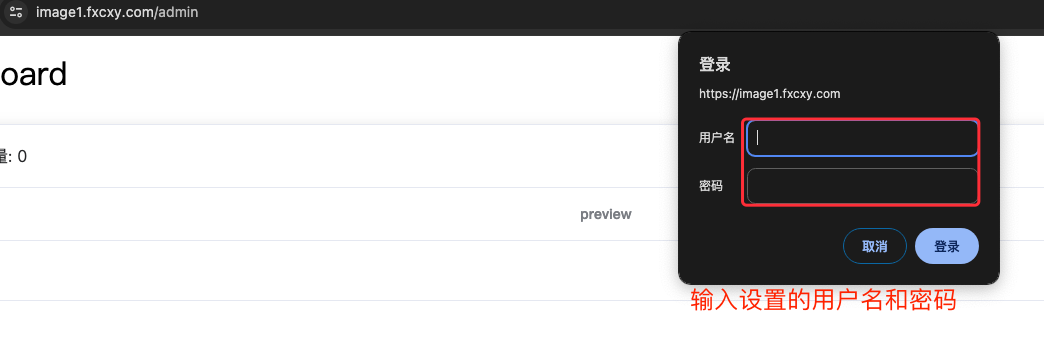 image1.fxcxy.com/admin
oard
登录
https://image1.fxcxy.com
用户名
量: 0
密码
preview
取消 登录
输入设置的用户名和密码